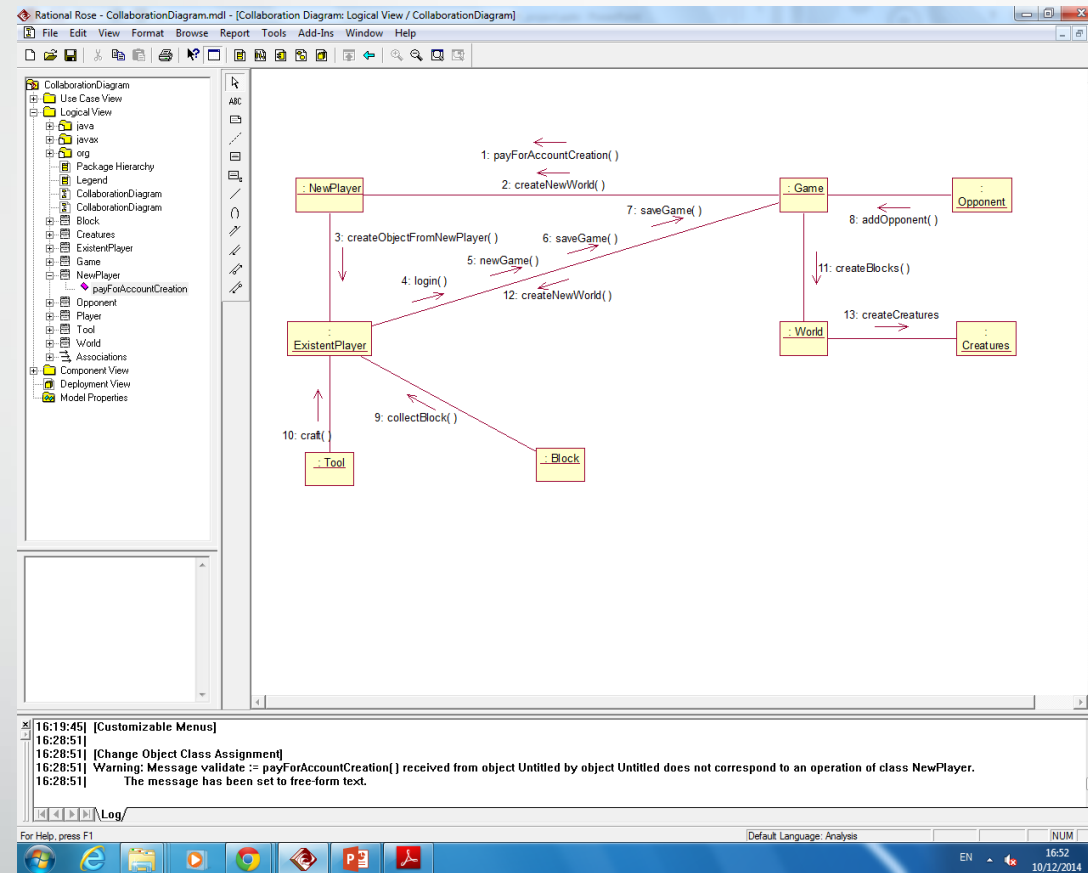 Rational Rose - CollaborationDiagram.mdl - [Collaboration Diagram: Logical View / CollaborationDiagram]
File Edit View Format Browse Report Tools Add-Ins Window Help
CollaborationDiagram
Use Case View
Logical View
java
javax
org
Package Hierarchy
Legend
CollaborationDiagram
CollaborationDiagram
Block
Creatures
ExistentPlayer
Game
NewPlayer
payForAccountCreation
Opponent
Player
Tool
World
Associations
Component View
Deployment View
Model Properties
ABC
1: payForAccountCreation( )
2: createNewWorld( )
: NewPlayer
: Game
:
Opponent
7: saveGame( )
8: addOpponent( )
3: createObjectFromNewPlayer( )
6: saveGame( )
5: newGame( )
4: login( )
12: createNewWorld( )
11: createBlocks( )
13: createCreatures
:
ExistentPlayer
: World
:
Creatures
9: collectBlock( )
10: craft( )
: Tool
: Block
16:19:45| [Customizable Menus]
16:28:51|
16:28:51| [Change Object Class Assignment]
16:28:51| Warning: Message validate := payForAccountCreation() received from object Untitled by object Untitled does not correspond to an operation of class NewPlayer.
16:28:51| The message has been set to free-form text.
Log
For Help, press F1
Default Language: Analysis
NUM
EN
16:52
10/12/2014